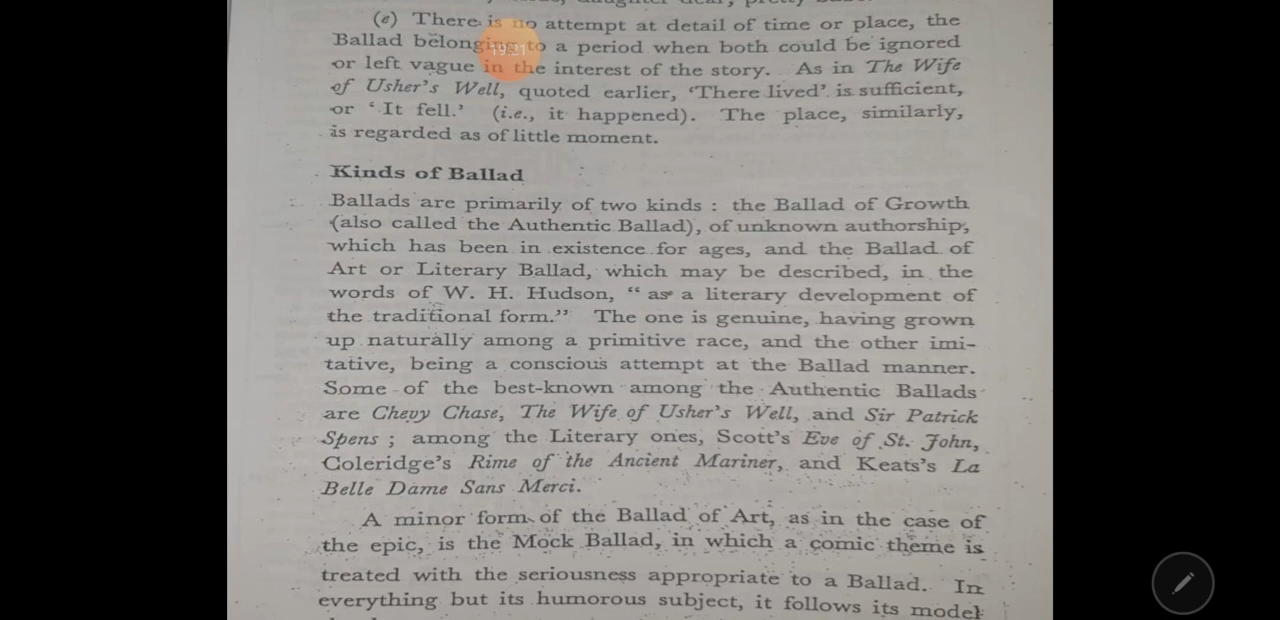 (e) There is no attempt at detail of time or place, the
Ballad belonging to a period when both could be ignored
or left vague in the interest of the story. As in The Wife
of Usher's Well, quoted earlier, 'There lived' is sufficient,
or 'It fell.' (i.e., it happened). The place, similarly,
is regarded as of little moment.
Kinds of Ballad
Ballads are primarily of two kinds : the Ballad of Growth
(also called the Authentic Ballad), of unknown authorship,
which has been in existence for ages, and the Ballad of
Art or Literary Ballad, which may be described, in the
words of W. H. Hudson, “ as a literary development of
the traditional form.” The one is genuine, having grown
up naturally among a primitive race, and the other imi-
tative, being a conscious attempt at the Ballad manner.
Some of the best-known among the Authentic Ballads
are Chevy Chase, The Wife of Usher's Well, and Sir Patrick
Spens ; among the Literary ones, Scott's Eve of St. John,
Coleridge's Rime of the Ancient Mariner, and Keats's La
Belle Dame Sans Merci.
A minor form of the Ballad of Art, as in the case of
the epic, is the Mock Ballad, in which a comic theme is
treated with the seriousness appropriate to a Ballad. In
everything but its humorous subject, it follows its model